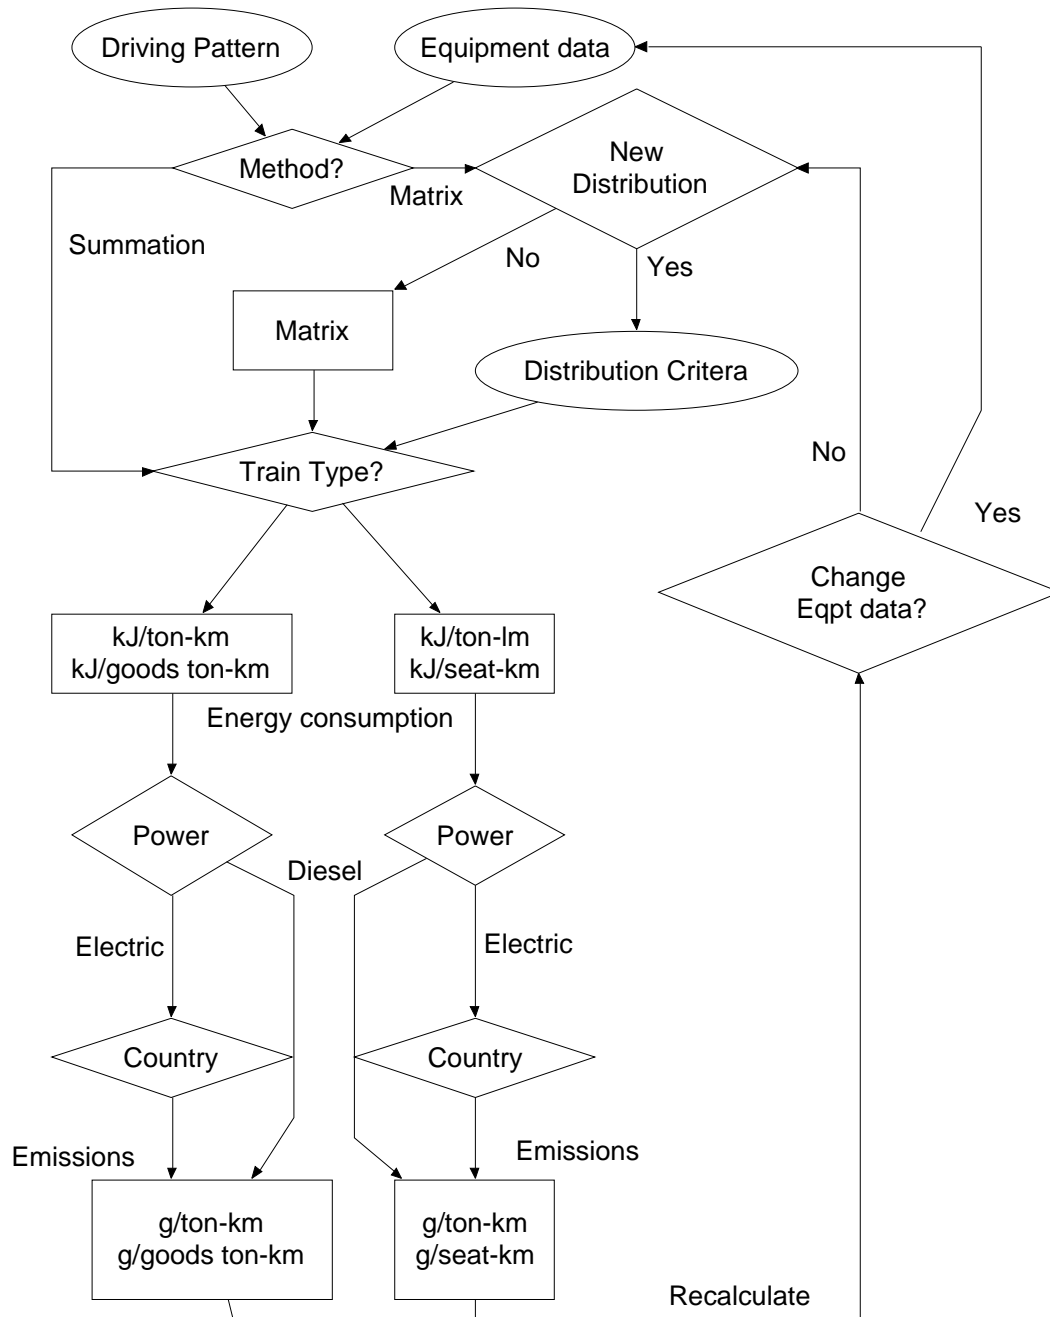 Driving Pattern
Equipment data
Method?
New
Distribution
Matrix
Summation
No
Yes
Matrix
Distribution Critera
No
Train Type?
Yes
Change
Eqpt data?
kJ/ton-km
kJ/goods ton-km
kJ/ton-lm
kJ/seat-km
Energy consumption
Power
Power
Diesel
Electric
Electric
Country
Country
Emissions
Emissions
g/ton-km
g/goods ton-km
g/ton-km
g/seat-km
Recalculate